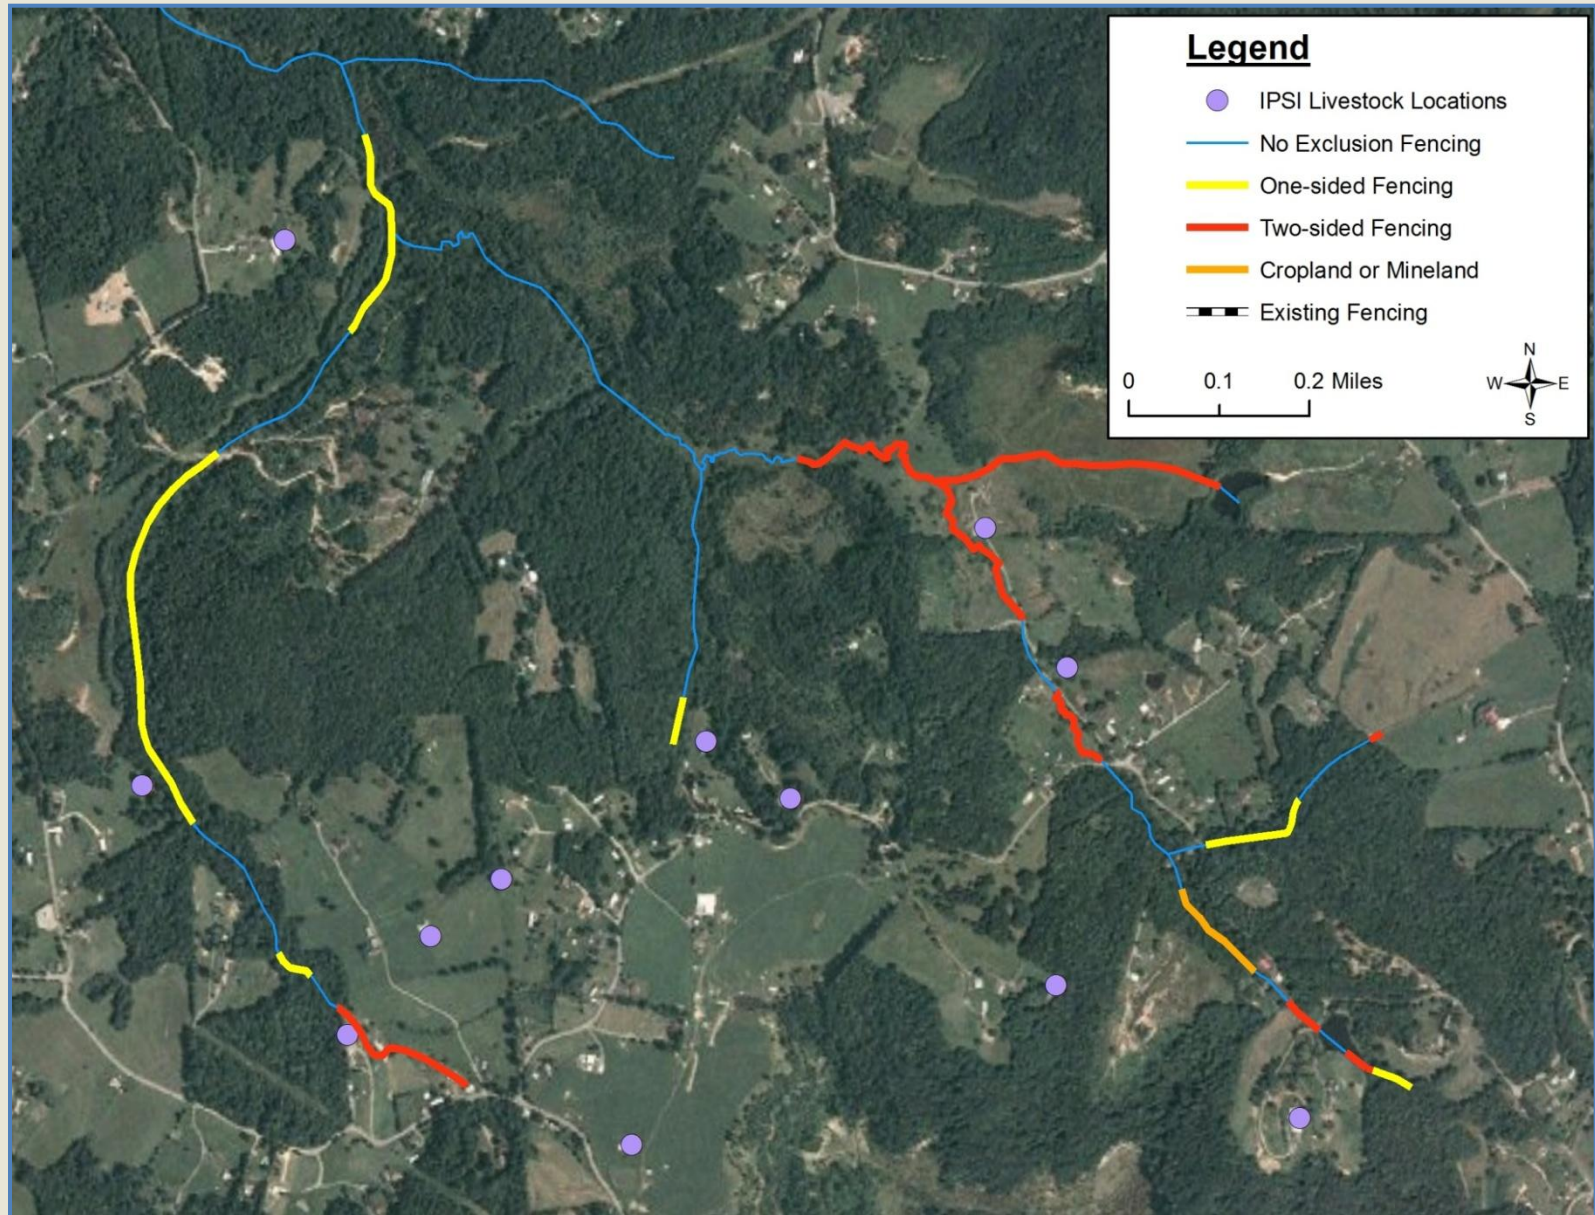 Legend
IPSI Livestock Locations
No Exclusion Fencing
One-sided Fencing
Two-sided Fencing
Cropland or Mineland
Existing Fencing
0 0.1 0.2 Miles
N
W E
S